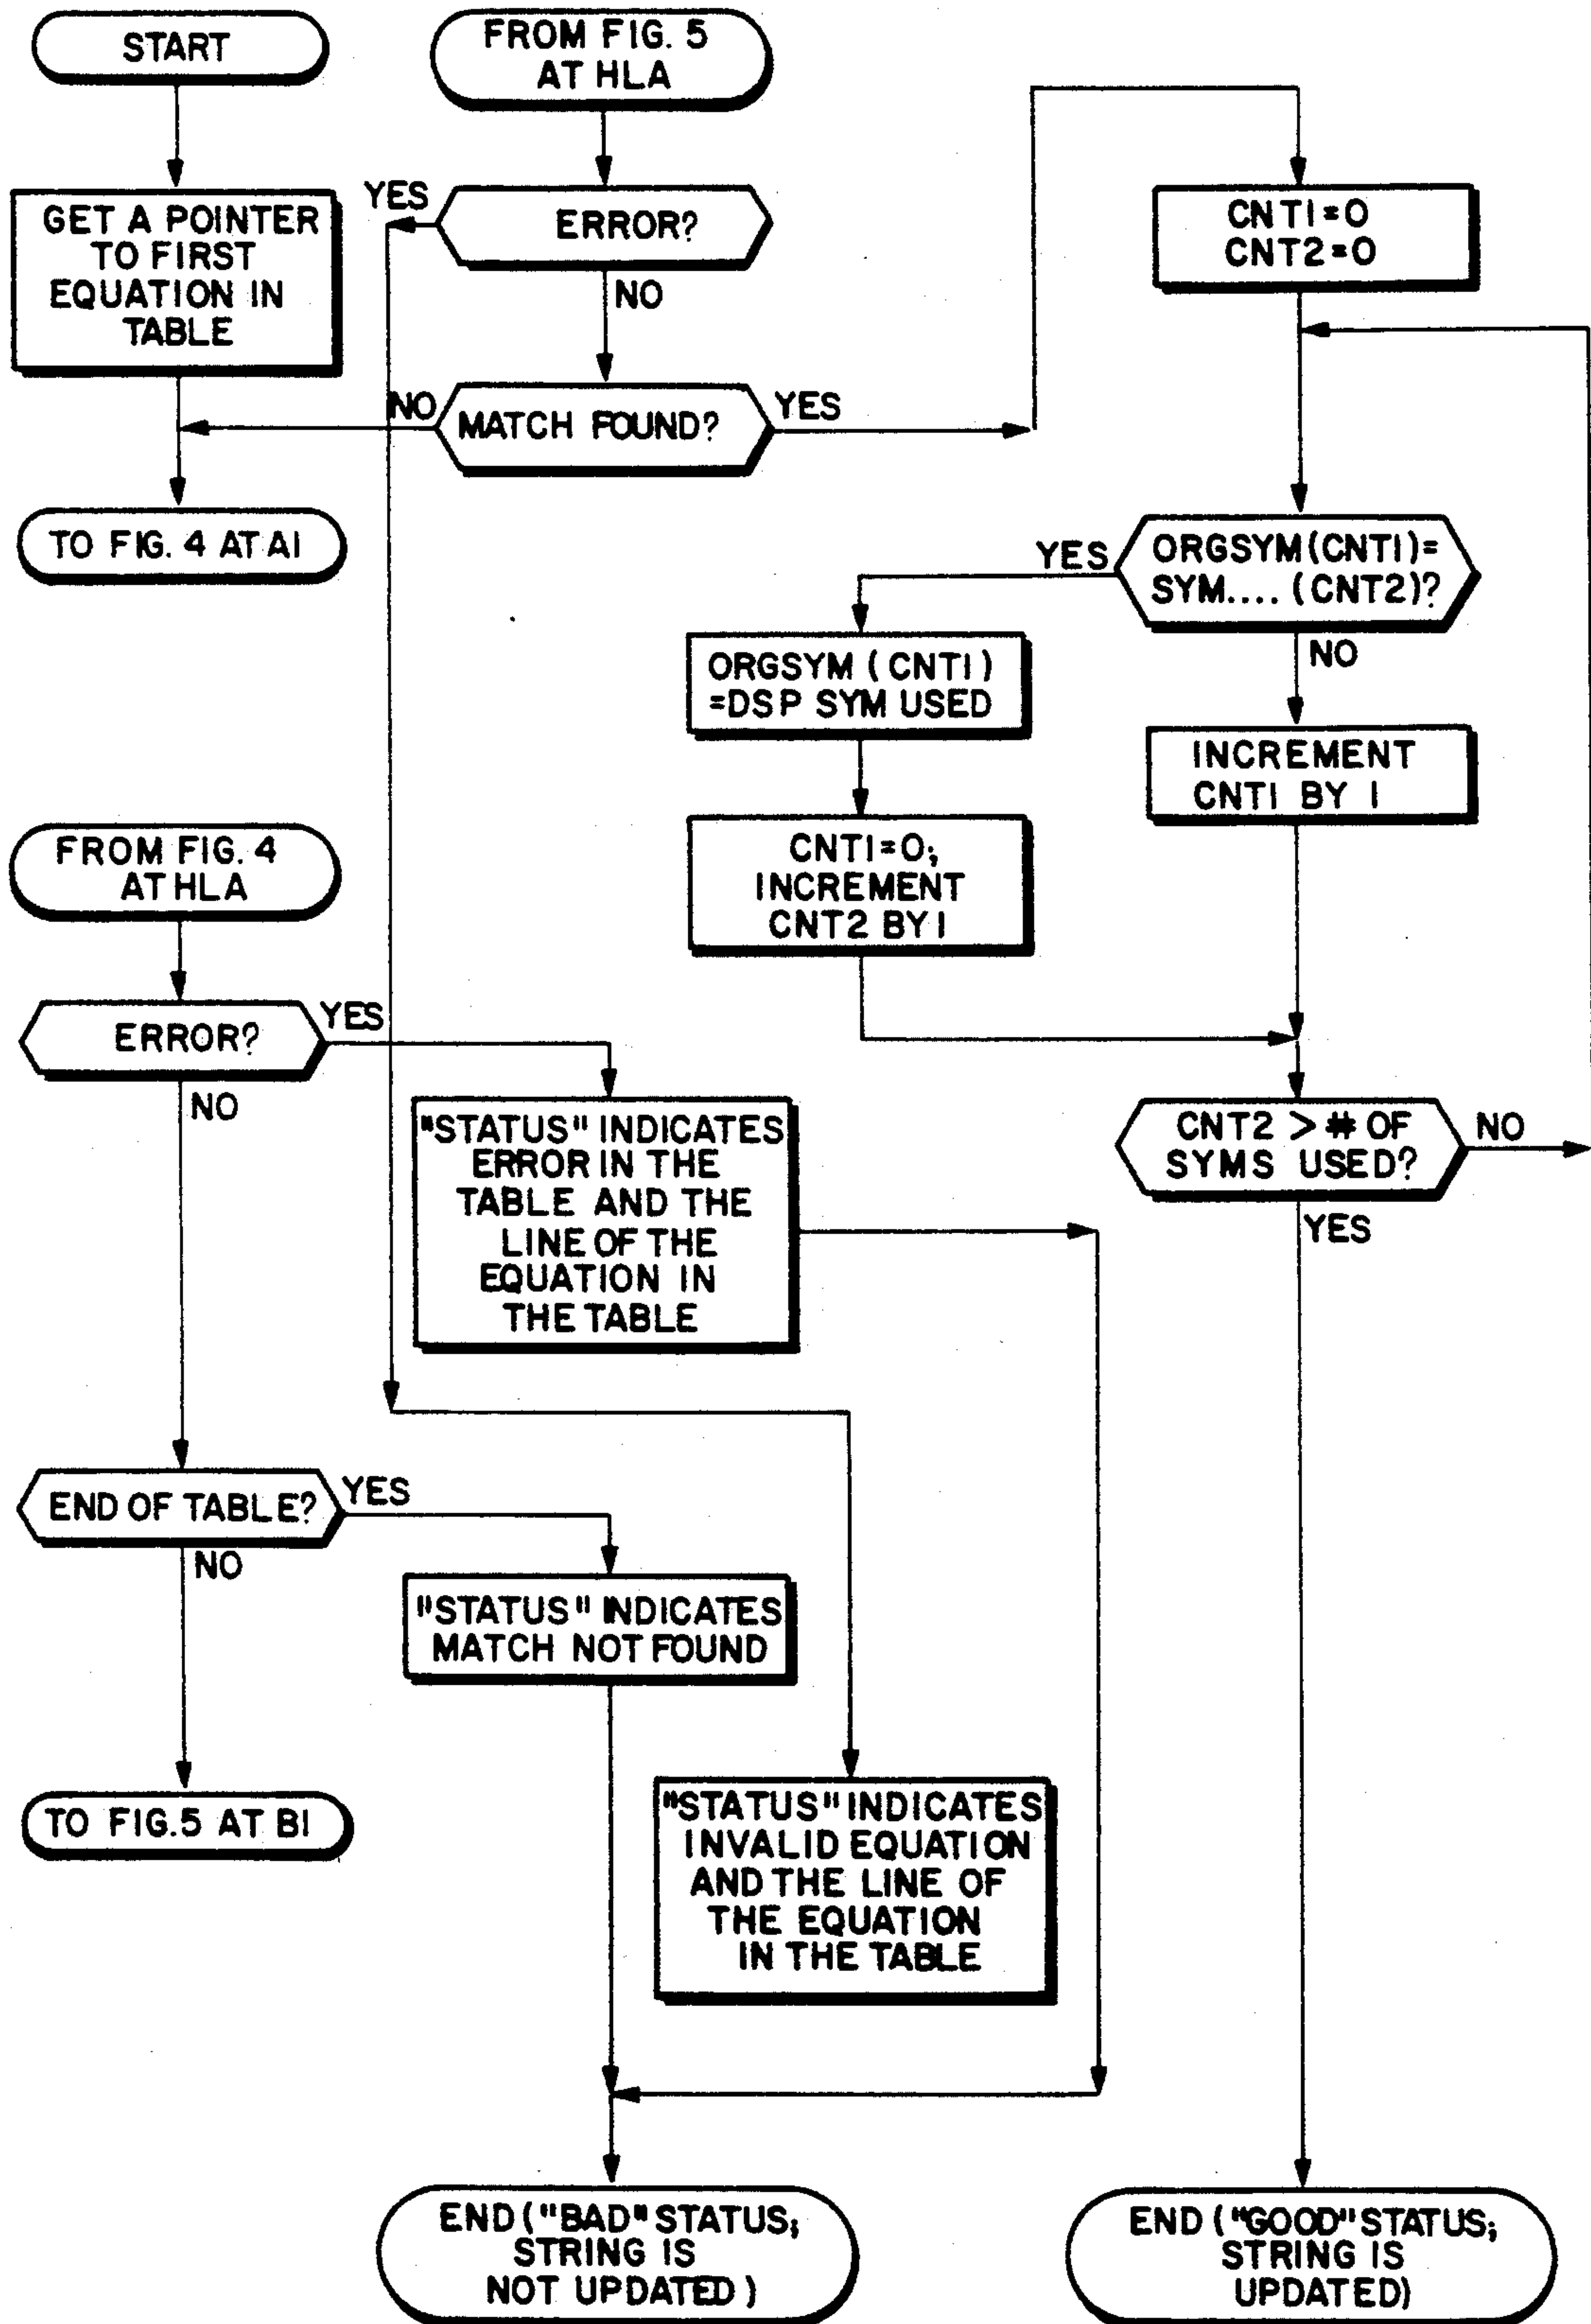 START
FROM FIG. 5
AT HLA
GET A POINTER
TO FIRST
EQUATION IN
TABLE
YES
ERROR?
NO
NO
MATCH FOUND?
YES
TO FIG. 4 AT A1
CNT1=0
CNT2=0
YES
ORGSYM(CNT1)=
SYM....(CNT2)?
NO
ORGSYM (CNT1)
=DSP SYM USED
INCREMENT
CNT1 BY 1
CNT1=0;
INCREMENT
CNT2 BY 1
FROM FIG. 4
AT HLA
ERROR?
YES
NO
"STATUS" INDICATES
ERROR IN THE
TABLE AND THE
LINE OF THE
EQUATION IN
THE TABLE
CNT2 > # OF
SYMS USED?
NO
YES
END OF TABLE?
YES
NO
"STATUS" INDICATES
MATCH NOT FOUND
TO FIG.5 AT B1
"STATUS" INDICATES
INVALID EQUATION
AND THE LINE OF
THE EQUATION
IN THE TABLE
END ("BAD" STATUS;
STRING IS
NOT UPDATED)
END ("GOOD" STATUS;
STRING IS
UPDATED)